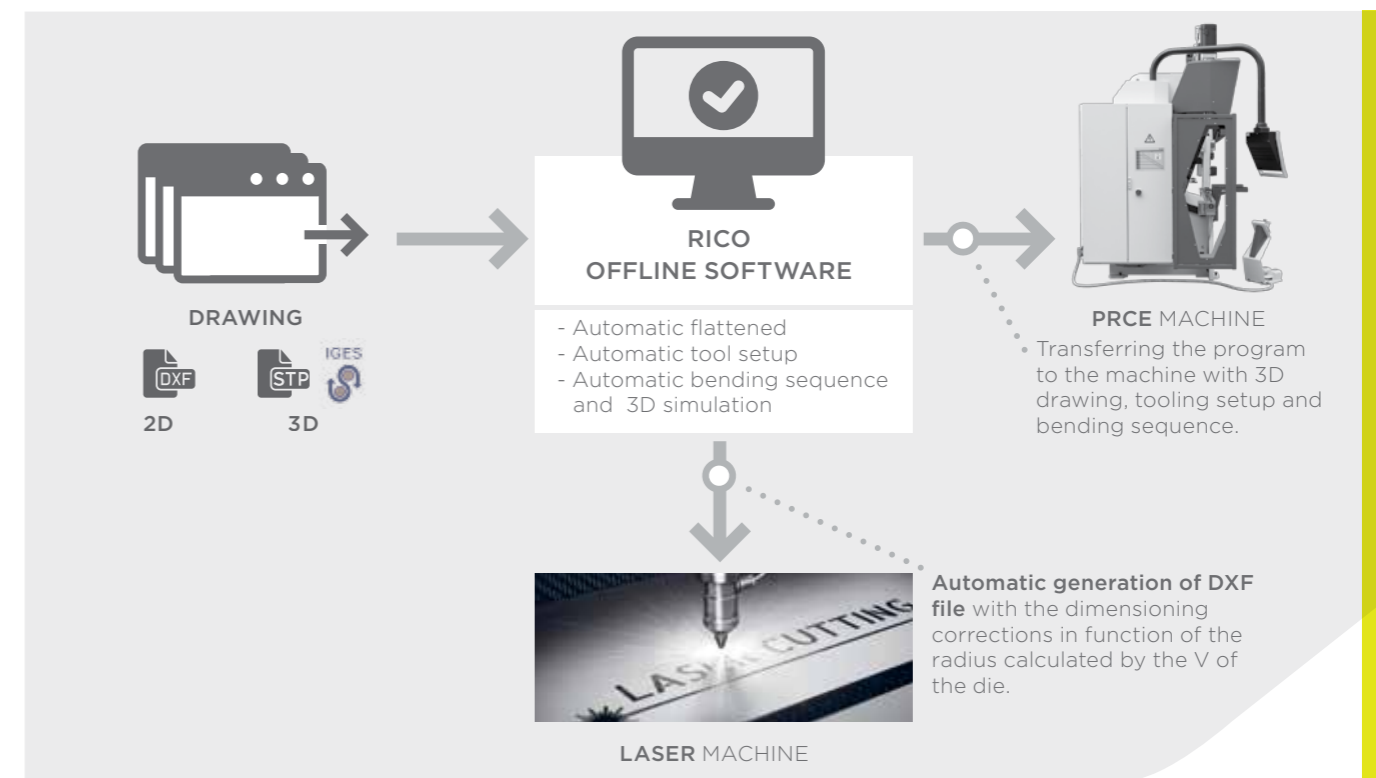 DRAWING
DXF
STP
IGES
2D
3D
RICO
OFFLINE SOFTWARE
- Automatic flattened
- Automatic tool setup
- Automatic bending sequence
and 3D simulation
PRCE MACHINE
Transferring the program
to the machine with 3D
drawing, tooling setup and
bending sequence.
Automatic generation of DXF
file with the dimensioning
corrections in function of the
radius calculated by the V of
the die.
LASER CUTTING
LASER MACHINE